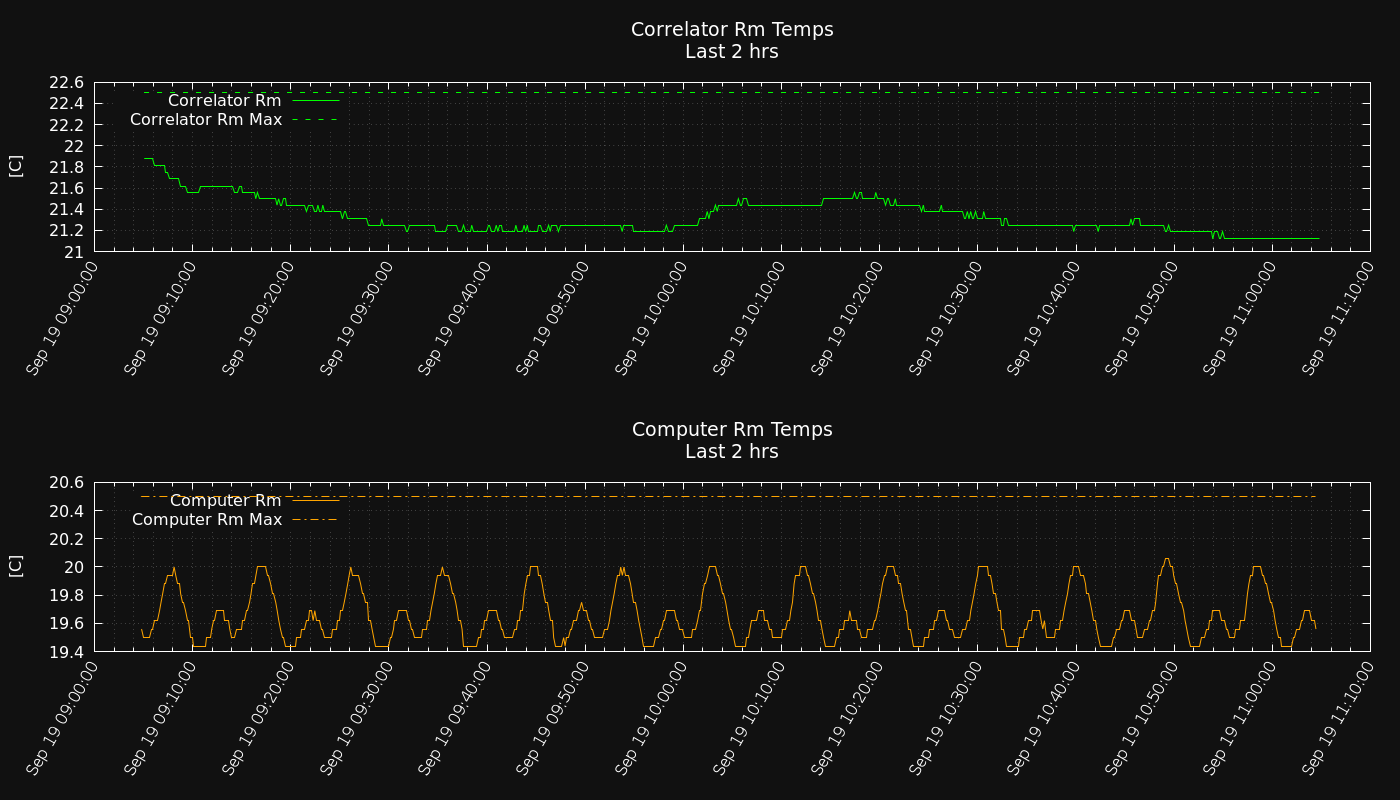 Correlator Rm Temps
Last 2 hrs
22.6
22.4
22.2
22
21.8
21.6
21.4
21.2
21
[C]
Correlator Rm
Correlator Rm Max
Sep 19 09:00:00
Sep 19 09:10:00
Sep 19 09:20:00
Sep 19 09:30:00
Sep 19 09:40:00
Sep 19 09:50:00
Sep 19 10:00:00
Sep 19 10:10:00
Sep 19 10:20:00
Sep 19 10:30:00
Sep 19 10:40:00
Sep 19 10:50:00
Sep 19 11:00:00
Sep 19 11:10:00
Computer Rm Temps
Last 2 hrs
20.6
20.4
20.2
20
19.8
19.6
19.4
[C]
Computer Rm
Computer Rm Max
Sep 19 09:00:00
Sep 19 09:10:00
Sep 19 09:20:00
Sep 19 09:30:00
Sep 19 09:40:00
Sep 19 09:50:00
Sep 19 10:00:00
Sep 19 10:10:00
Sep 19 10:20:00
Sep 19 10:30:00
Sep 19 10:40:00
Sep 19 10:50:00
Sep 19 11:00:00
Sep 19 11:10:00